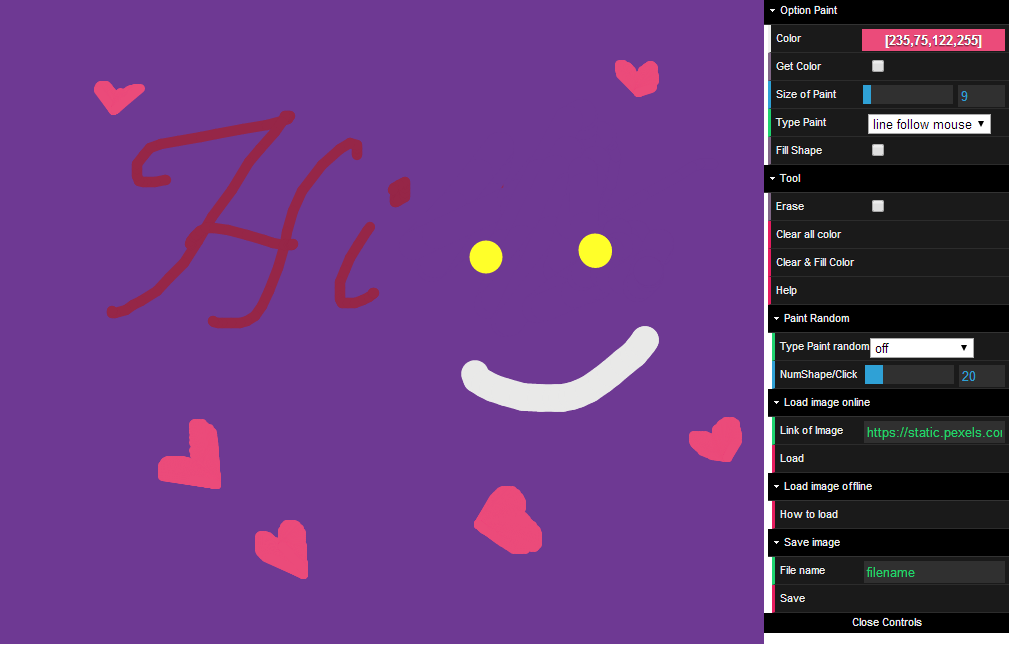 Hi
Option Paint
Color [235,75,122,255]
Get Color
Size of Paint 9
Type Paint line follow mouse
Fill Shape
Tool
Erase
Clear all color
Clear & Fill Color
Help
Paint Random
Type Paint random off
NumShape/Click 20
Load image online
Link of Image https://static.pexels.co
Load
Load image offline
How to load
Save image
File name filename
Save
Close Controls